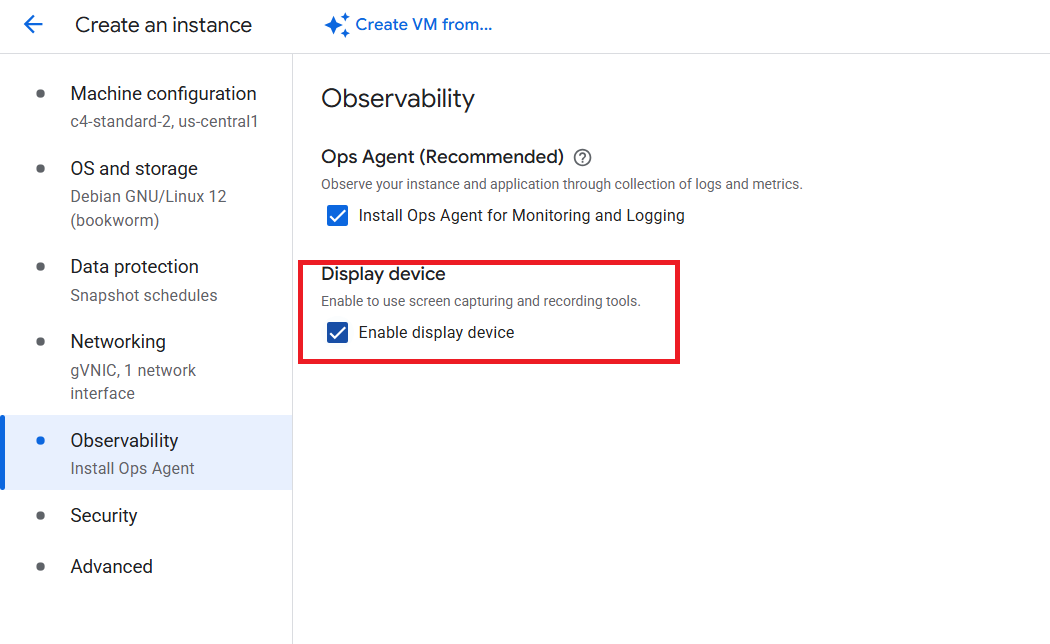 Create an instance
Create VM from...
Machine configuration
c4-standard-2, us-central1
OS and storage
Debian GNU/Linux 12
(bookworm)
Data protection
Snapshot schedules
Networking
gVNIC, 1 network
interface
Observability
Install Ops Agent
Security
Advanced
Observability
Ops Agent (Recommended)
Observe your instance and application through collection of logs and metrics.
Install Ops Agent for Monitoring and Logging
Display device
Enable to use screen capturing and recording tools.
Enable display device